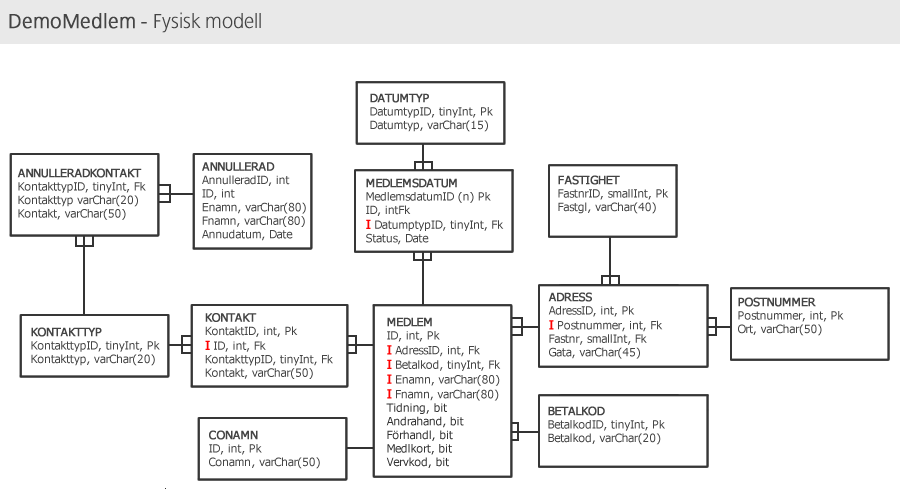 DemoMedlem - Fysisk modell
DATUMTYP
DatumtypID, tinyInt, Pk
Datumtyp, varChar(15)
ANNULLERADKONTAKT
KontakttypID, tinyInt, Fk
Kontakttyp varChar(20)
Kontakt, varChar(50)
ANNULLERAD
AnnulleradID, int
ID, int
Enamn, varChar(80)
Fnamn, varChar(80)
Annudatum, Date
MEDLEMSDATUM
MedlemsdatumID (n) Pk
ID, intFk
I DatumptypID, tinyInt, Fk
Status, Date
FASTIGHET
FastnrID, smallInt, Pk
Fastgl, varChar(40)
KONTAKTTYP
KontakttypID, tinyInt, Pk
Kontakttyp, varChar(20)
KONTAKT
KontaktID, int, Pk
I ID, int, Fk
KontakttypID, tinyInt, Fk
Kontakt, varChar(50)
MEDLEM
ID, int, Pk
I AdressID, int, Fk
I Betalkod, tinyInt, Fk
I Enamn, varChar(80)
I Fnamn, varChar(80)
Tidning, bit
Andrahand, bit
Förhandl, bit
Medlkort, bit
Vervkod, bit
ADRESS
AdressID, int, Pk
I Postnummer, int, Fk
Fastnr, smallInt, Fk
Gata, varChar(45)
POSTNUMMER
Postnummer, int, Pk
Ort, varChar(50)
CONAMN
ID, int, Pk
Conamn, varChar(50)
BETALKOD
BetalkodID, tinyInt, Pk
Betalkod, varChar(20)